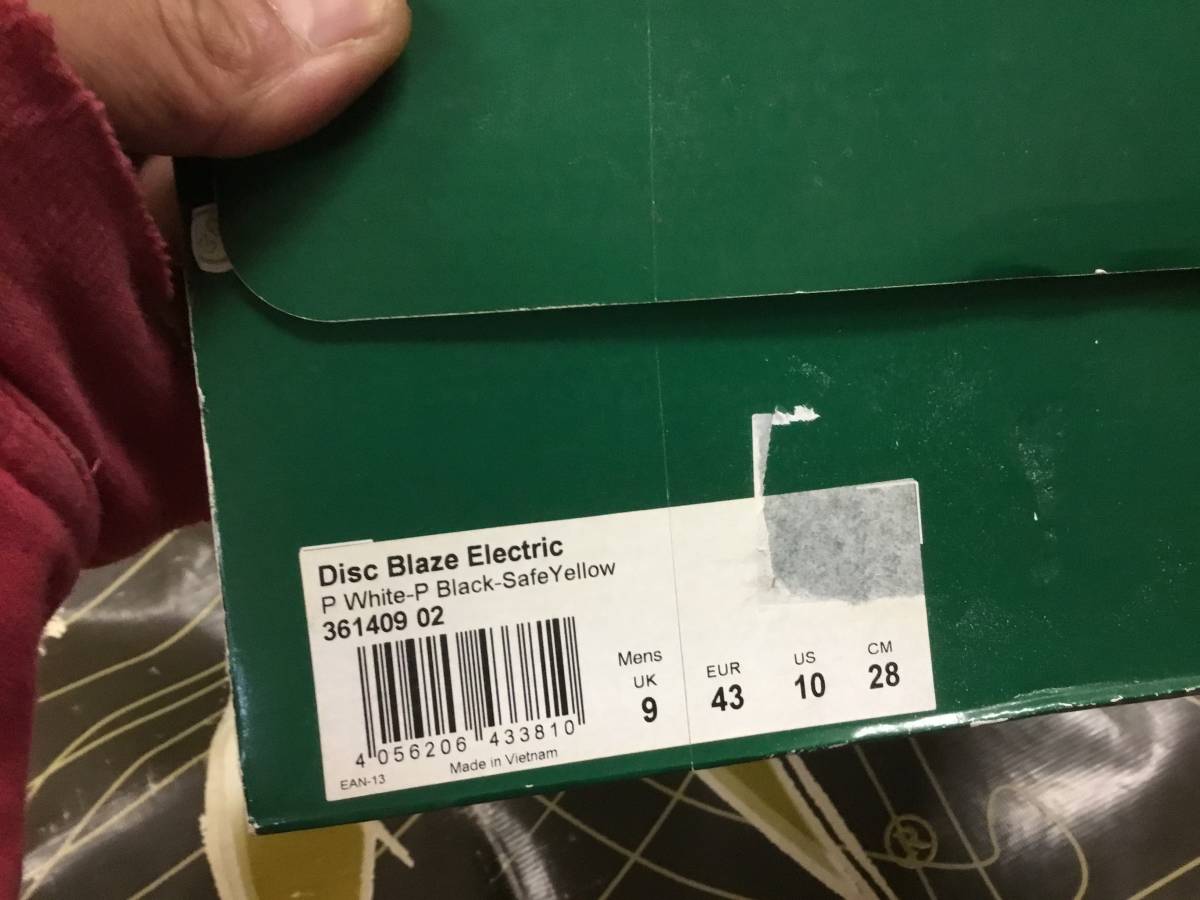 Disc Blaze Electric
P White-P Black-SafeYellow
361409 02
Mens
UK EUR US CM
9 43 10 28
4 056206 433810
EAN-13 Made in Vietnam
R